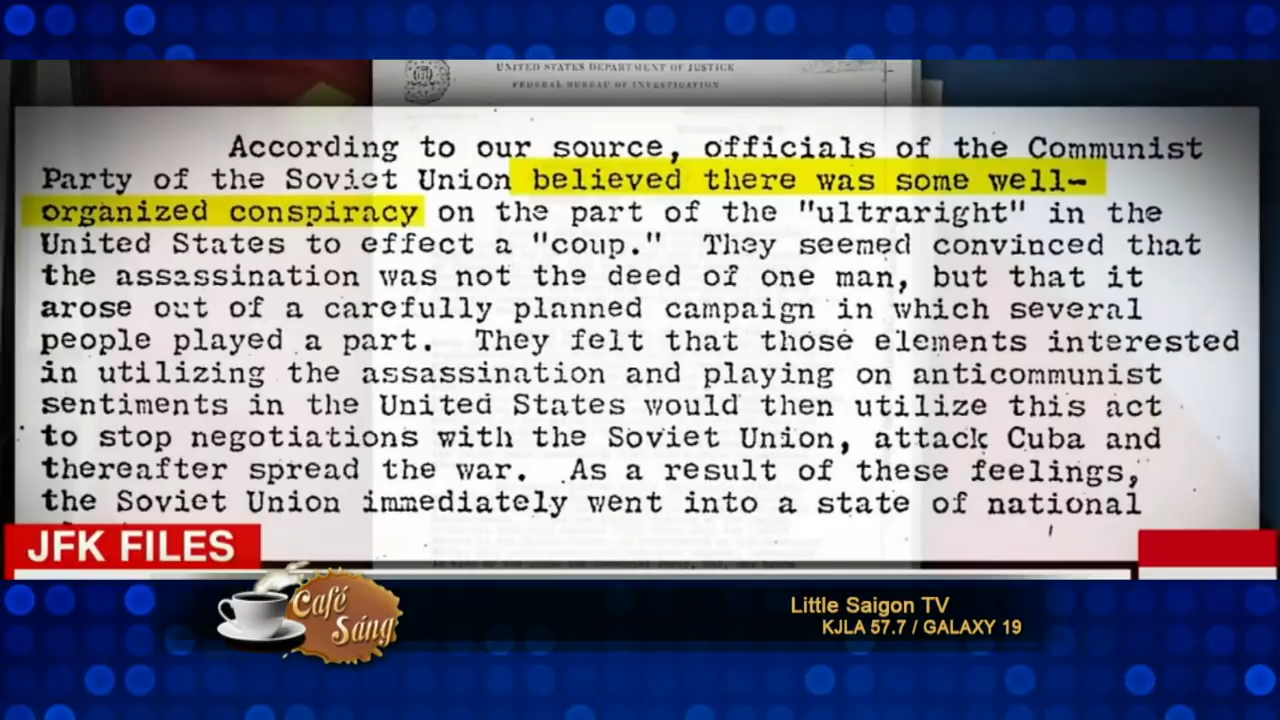 UNITED STATES DEPARTMENT OF JUSTICE
FEDERAL BUREAU OF INVESTIGATION
According to our source, officials of the Communist
Party of the Soviet Union believed there was some well-
organized conspiracy on the part of the "ultraright" in the
United States to effect a "coup." They seemed convinced that
the assassination was not the deed of one man, but that it
arose out of a carefully planned campaign in which several
people played a part. They felt that those elements interested
in utilizing the assassination and playing on anticommunist
sentiments in the United States would then utilize this act
to stop negotiations with the Soviet Union, attack Cuba and
thereafter spread the war. As a result of these feelings,
the Soviet Union immediately went into a state of national
JFK FILES
Café
Sáng
Little Saigon TV
KJLA 57.7 / GALAXY 19